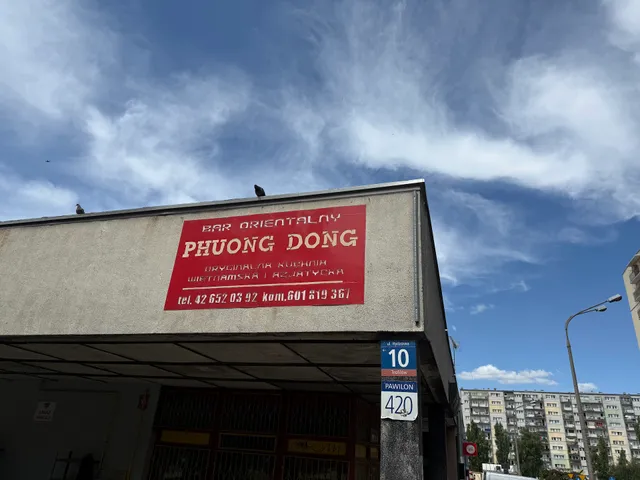 BAR ORIENTALNY
PHUONG DONG
ORYGINALNA KUCHNIA
WIETNAMSKA I AZJATYCKA
tel. 42 652 03 92 kom.601 819 367
10
PAWILON
420